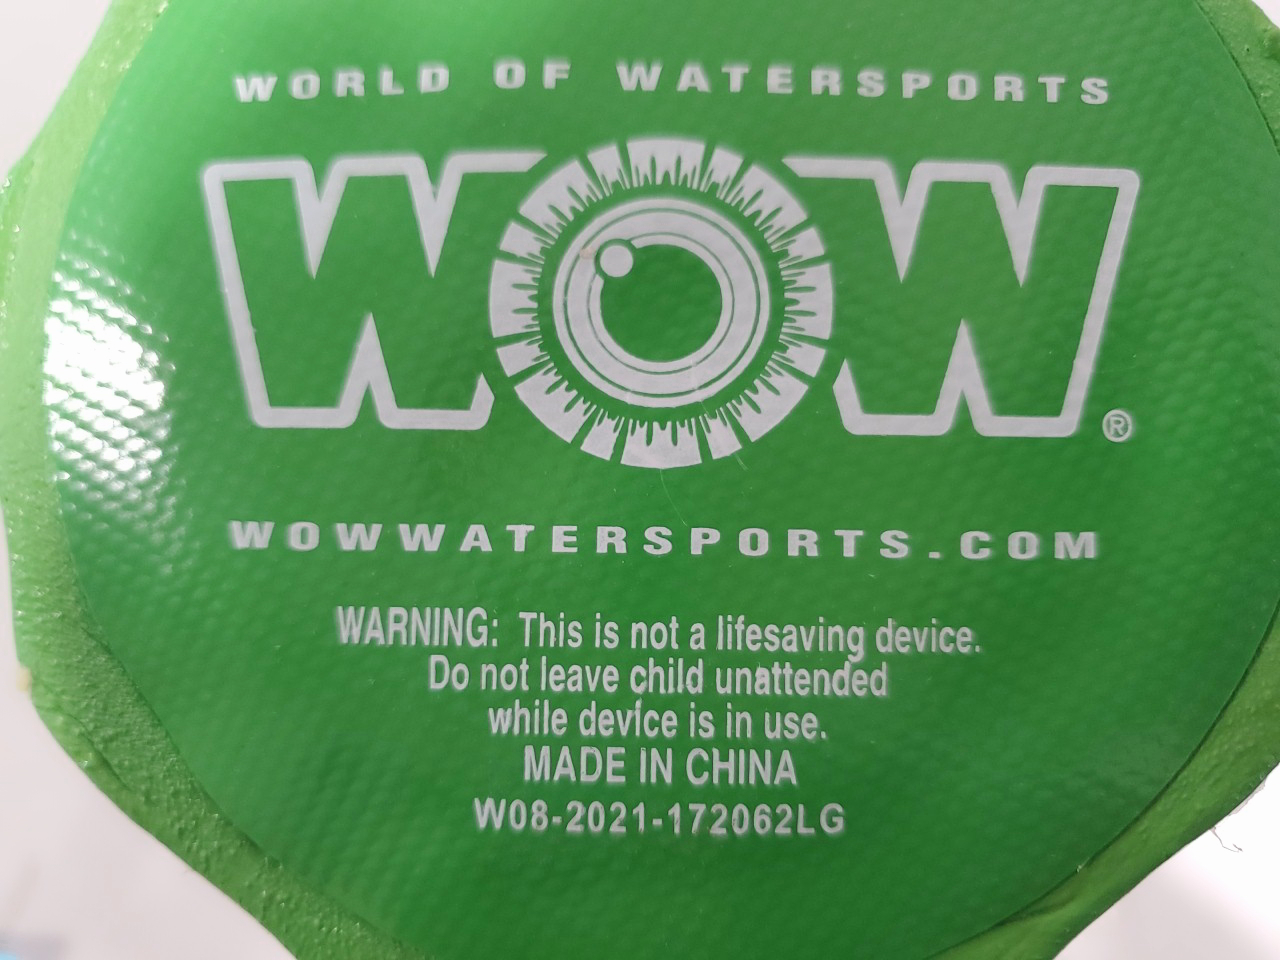 WORLD OF WATERSPORTS
WOW®
WOWWATERSPORTS.COM
WARNING: This is not a lifesaving device.
Do not leave child unattended
while device is in use.
MADE IN CHINA
W08-2021-172062LG